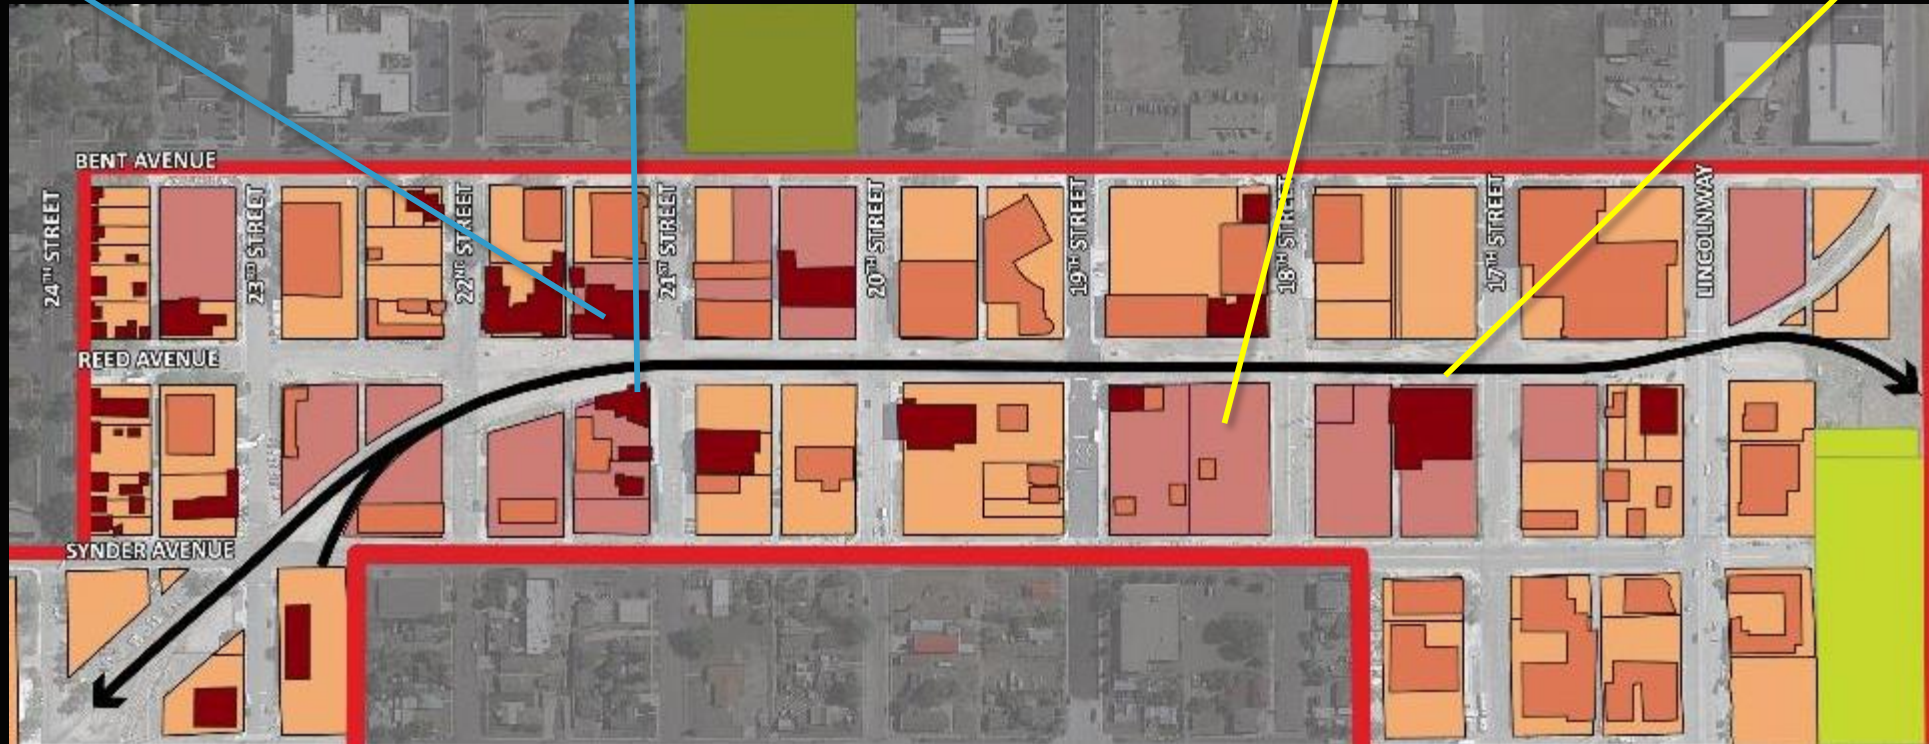 BENT AVENUE
24TH STREET
23RD STREET
22ND STREET
21ST STREET
20TH STREET
19TH STREET
18TH STREET
17TH STREET
LINCOLNWAY
REED AVENUE
SYNDER AVENUE